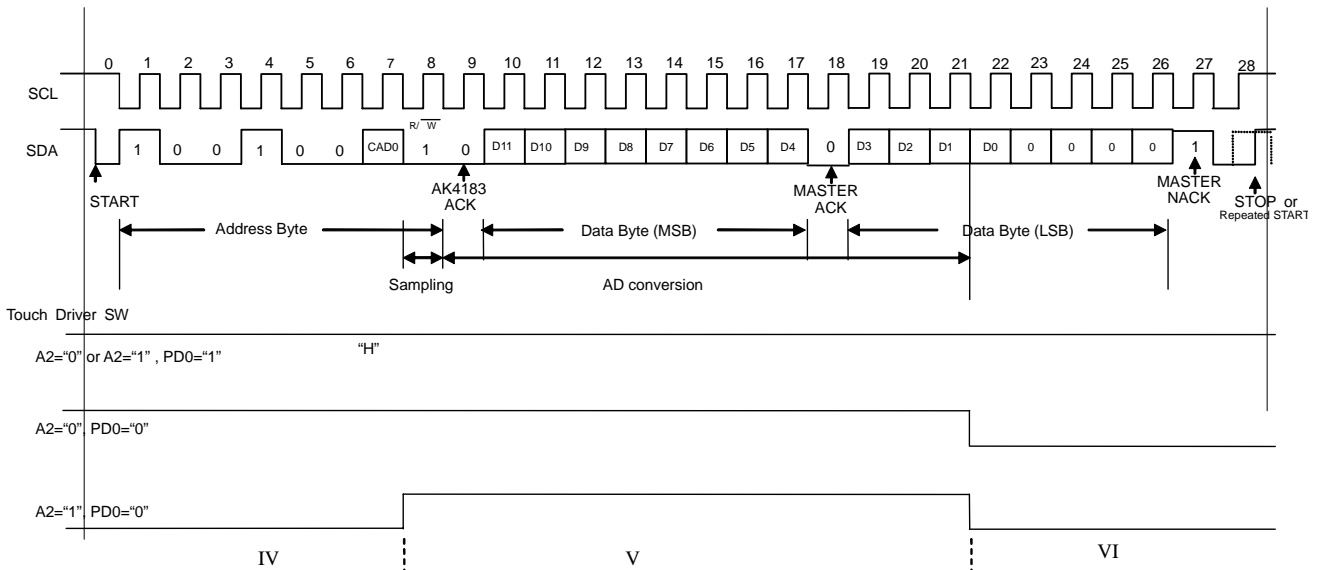 0 1 2 3 4 5 6 7 8 9 10 11 12 13 14 15 16 17 18 19 20 21 22 23 24 25 26 27 28
SCL
R/ W
SDA
1 0 0 1 0 0 CAD0 1 0 D11 D10 D9 D8 D7 D6 D5 D4 0 D3 D2 D1 D0 0 0 0 0 1
START
AK4183
ACK
MASTER
ACK
MASTER
NACK
STOP or
Repeated START
Address Byte
Data Byte (MSB)
Data Byte (LSB)
Sampling
AD conversion
Touch Driver SW
A2=“0” or A2=“1” , PD0=“1”
“H”
A2=“0”, PD0=“0”
A2=“1”, PD0=“0”
IV
V
VI